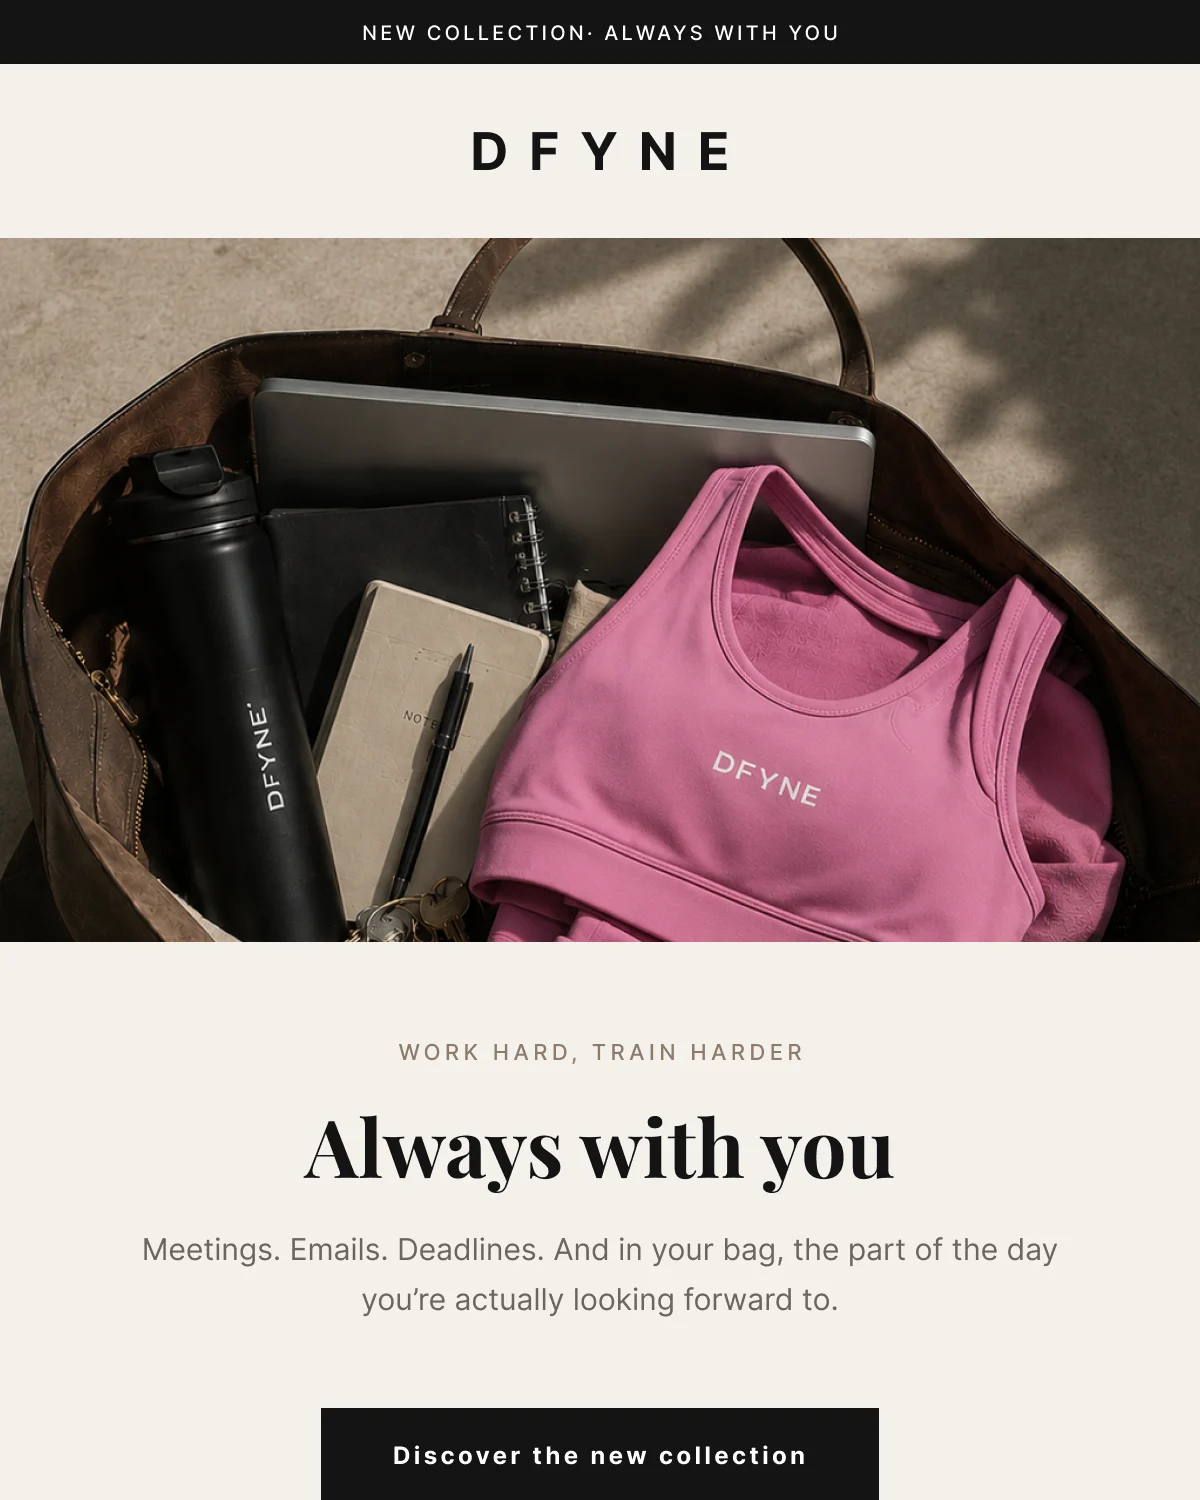 NEW COLLECTION· ALWAYS WITH YOU
DFYNE
DFYNE
DFYNE
WORK HARD, TRAIN HARDER
Always with you
Meetings. Emails. Deadlines. And in your bag, the part of the day
you’re actually looking forward to.
Discover the new collection